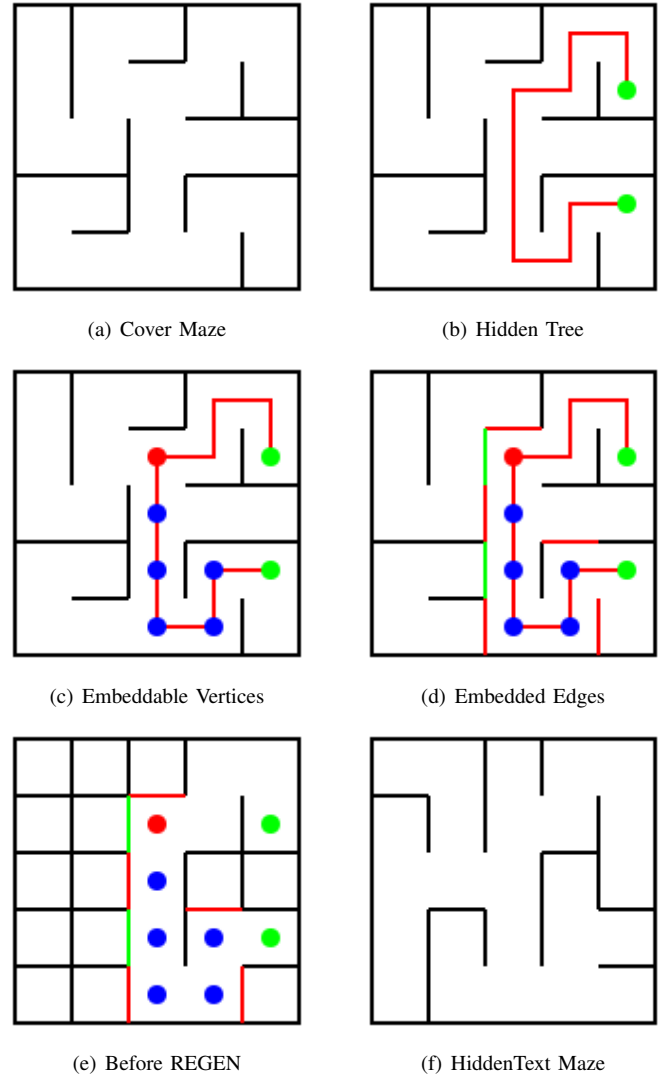 (a) Cover Maze
(b) Hidden Tree
(c) Embeddable Vertices
(d) Embedded Edges
(e) Before REGEN
(f) HiddenText Maze